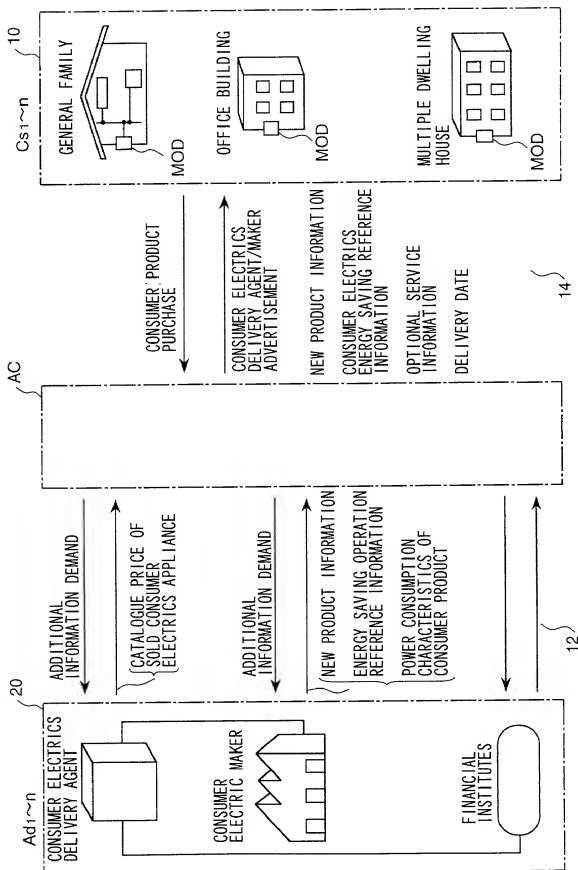 10
Cs1~n
GENERAL FAMILY
MOD
OFFICE BUILDING
MOD
MULTIPLE DWELLING
HOUSE
MOD
CONSUMER PRODUCT
PURCHASE
CONSUMER ELECTRICS
DELIVERY AGENT/MAKER
ADVERTISEMENT
NEW PRODUCT INFORMATION
CONSUMER ELECTRICS
ENERGY SAVING REFERENCE
INFORMATION
OPTIONAL SERVICE
INFORMATION
DELIVERY DATE
14
AC
ADDITIONAL
INFORMATION DEMAND
CATALOGUE PRICE OF
SOLD CONSUMER
ELECTRICS APPLIANCE
ADDITIONAL
INFORMATION DEMAND
NEW PRODUCT INFORMATION
ENERGY SAVING OPERATION
REFERENCE INFORMATION
POWER CONSUMPTION
CHARACTERISTICS OF
CONSUMER PRODUCT
12
20
Ad1~n
CONSUMER ELECTRICS
DELIVERY AGENT
CONSUMER
ELECTRIC MAKER
FINANCIAL
INSTITUTES